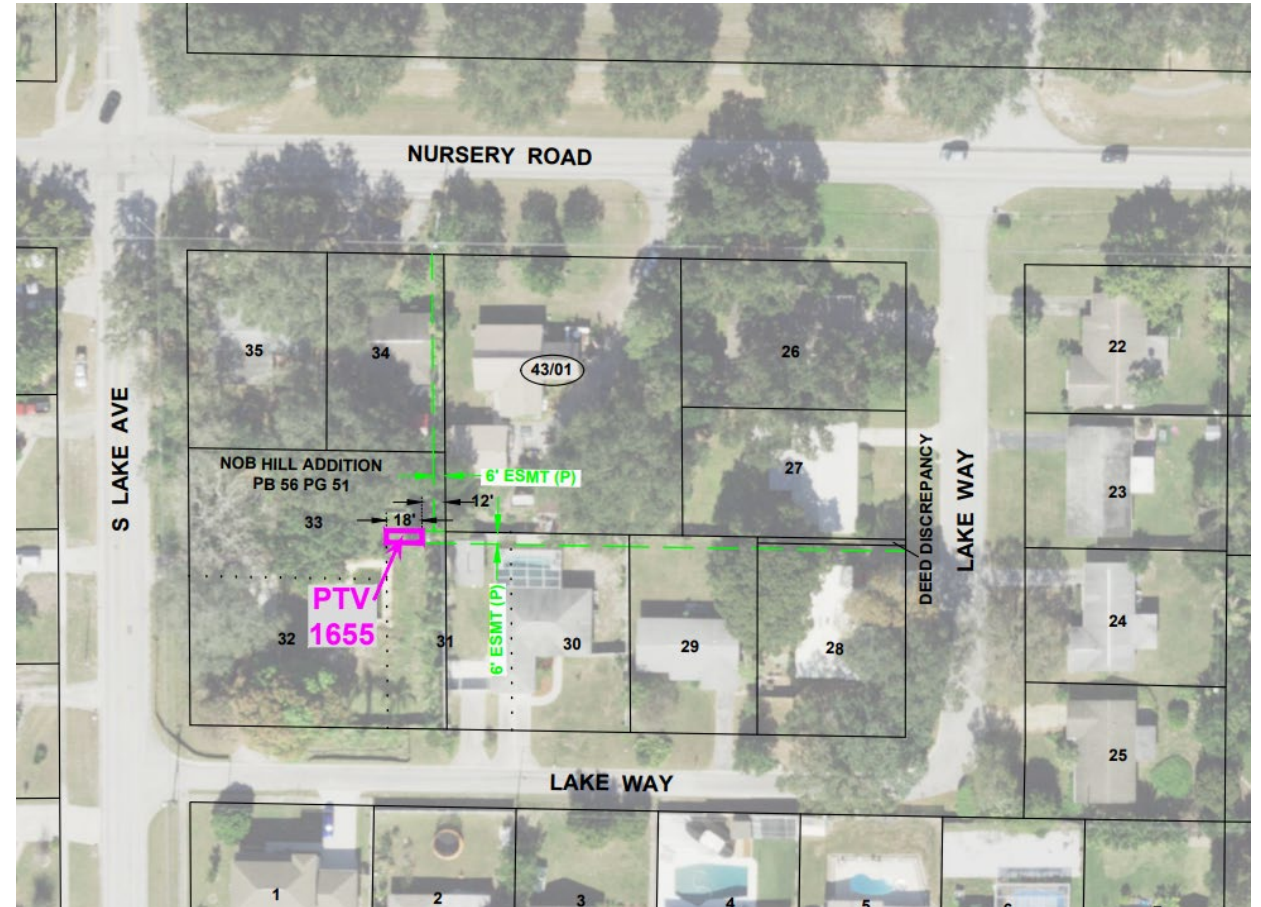 NURSERY ROAD
S LAKE AVE
35
34
43/01
26
22
NOB HILL ADDITION
PB 56 PG 51
6' ESMT (P)
27
DEED DISCREPANCY
LAKE WAY
23
33
18'
12'
PTV
1655
32
31
6' ESMT (P)
30
29
28
24
25
LAKE WAY
1
2
3
4
5